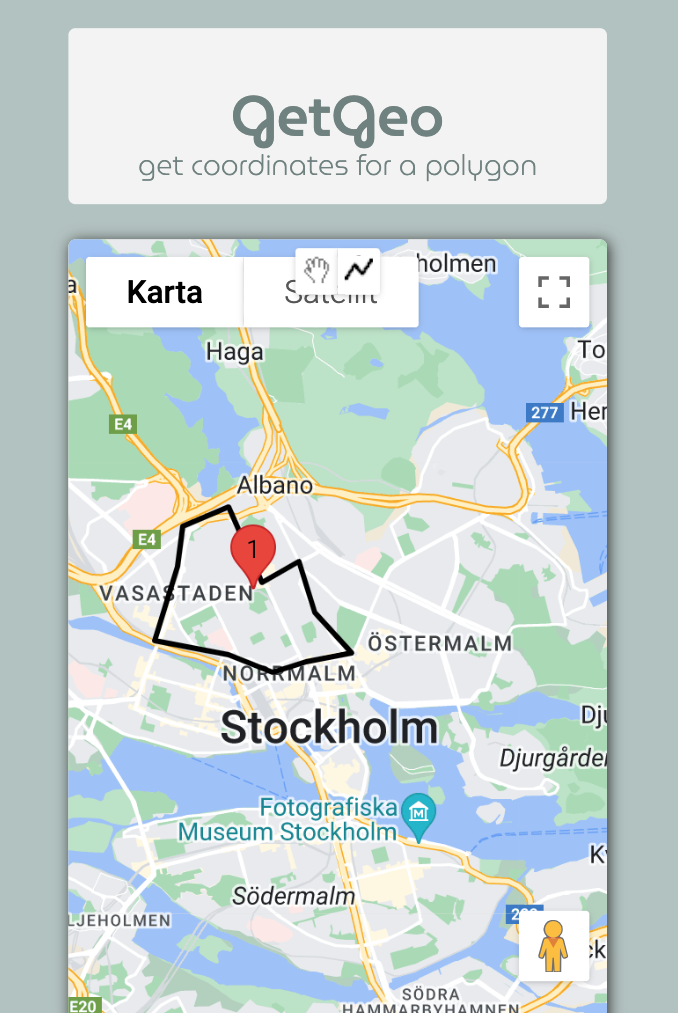 getGeo
get coordinates for a polygon
a
Karta
Satellit
holmen
Haga
To
277
Her
E4
Albano
E4
1
VASASTADEN
ÖSTERMALM
NORRMALM
Stockholm
Dju
Djurgården
Fotografiska
Museum Stockholm
Södermalm
LJEHOLMEN
ck
E20
SÖDRA
HAMMARBYHAMNEN